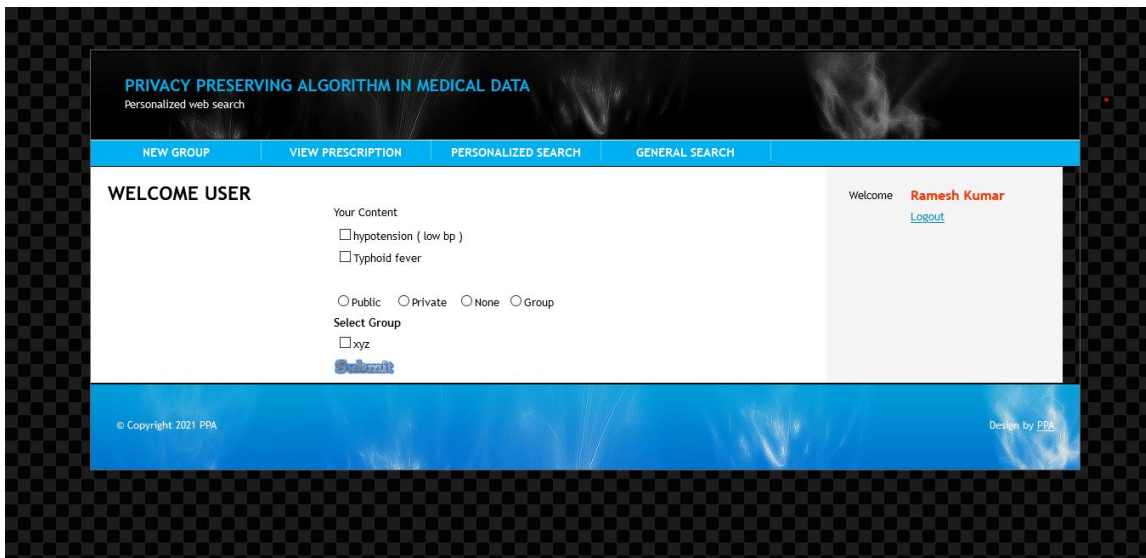 PRIVACY PRESERVING ALGORITHM IN MEDICAL DATA
Personalized web search
NEW GROUP VIEW PRESCRIPTION PERSONALIZED SEARCH GENERAL SEARCH
WELCOME USER
Welcome Ramesh Kumar
Logout
Your Content
hypotension ( low bp )
Typhoid fever
Public Private None Group
Select Group
xyz
Submit
© Copyright 2021 PPA Design by PPA